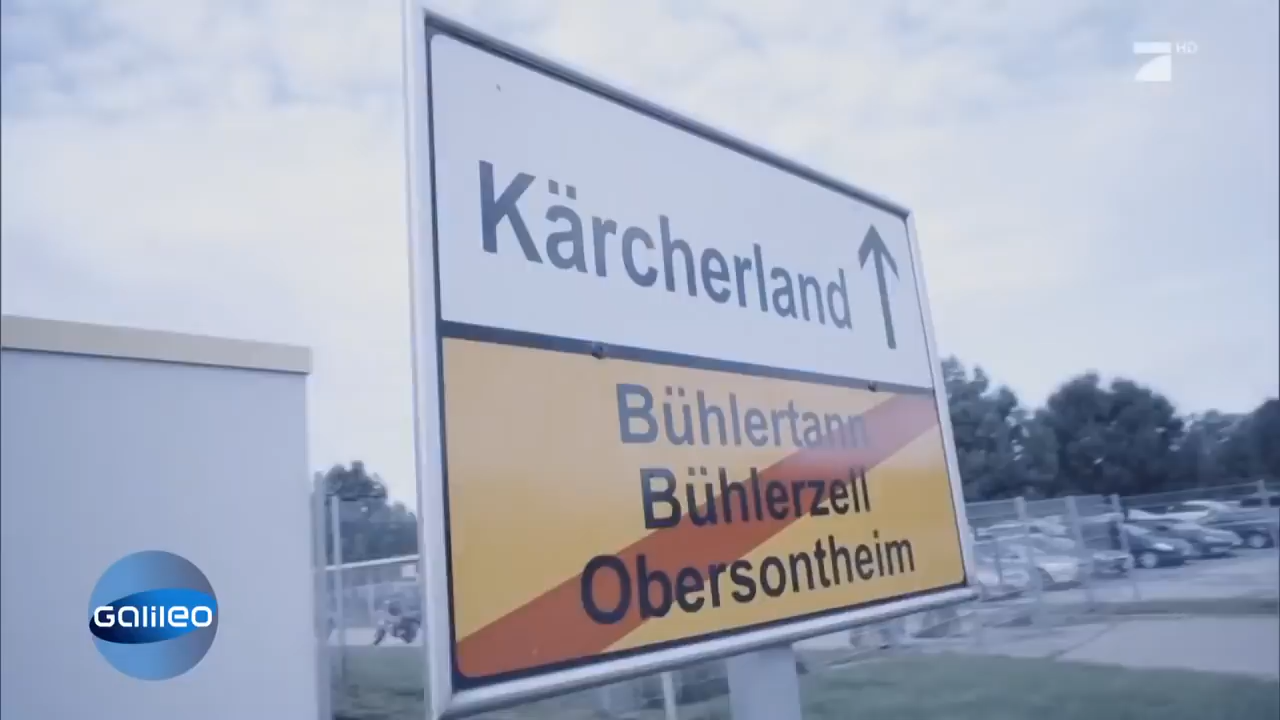 HD
Kärcherland
Bühlertann
Bühlerzell
Obersontheim
GALILEO